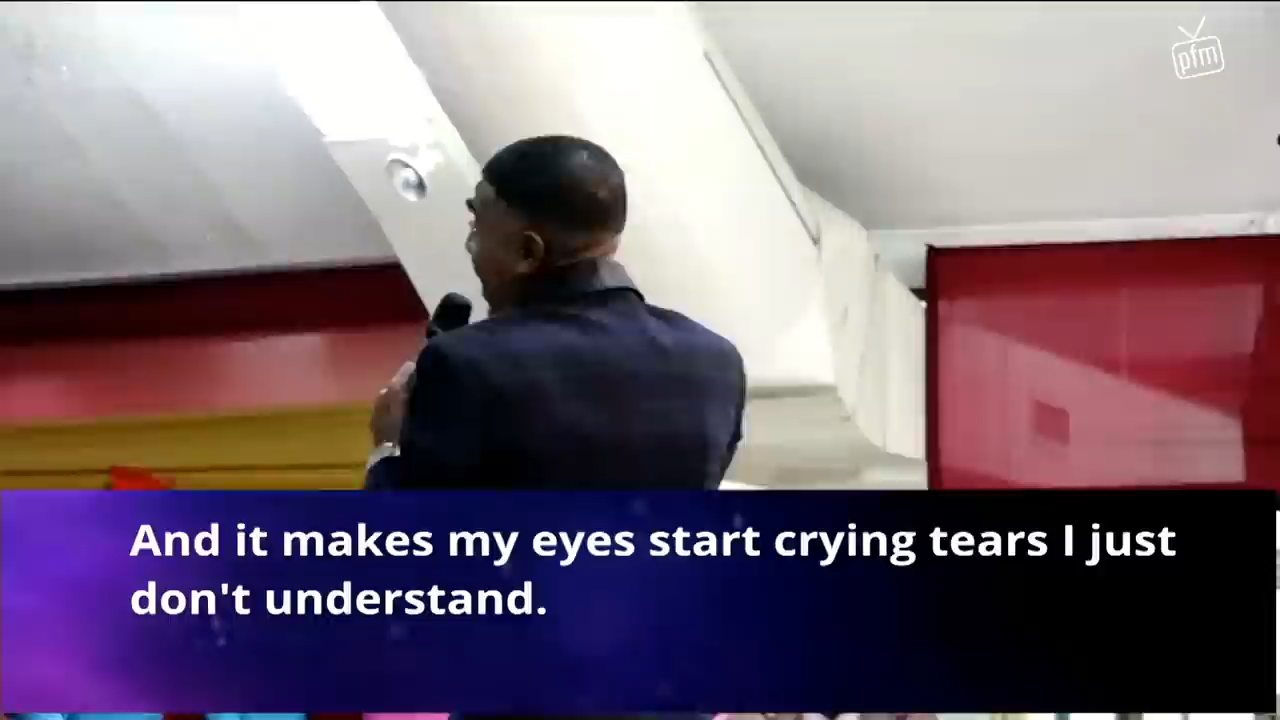 pfm
And it makes my eyes start crying tears I just
don't understand.